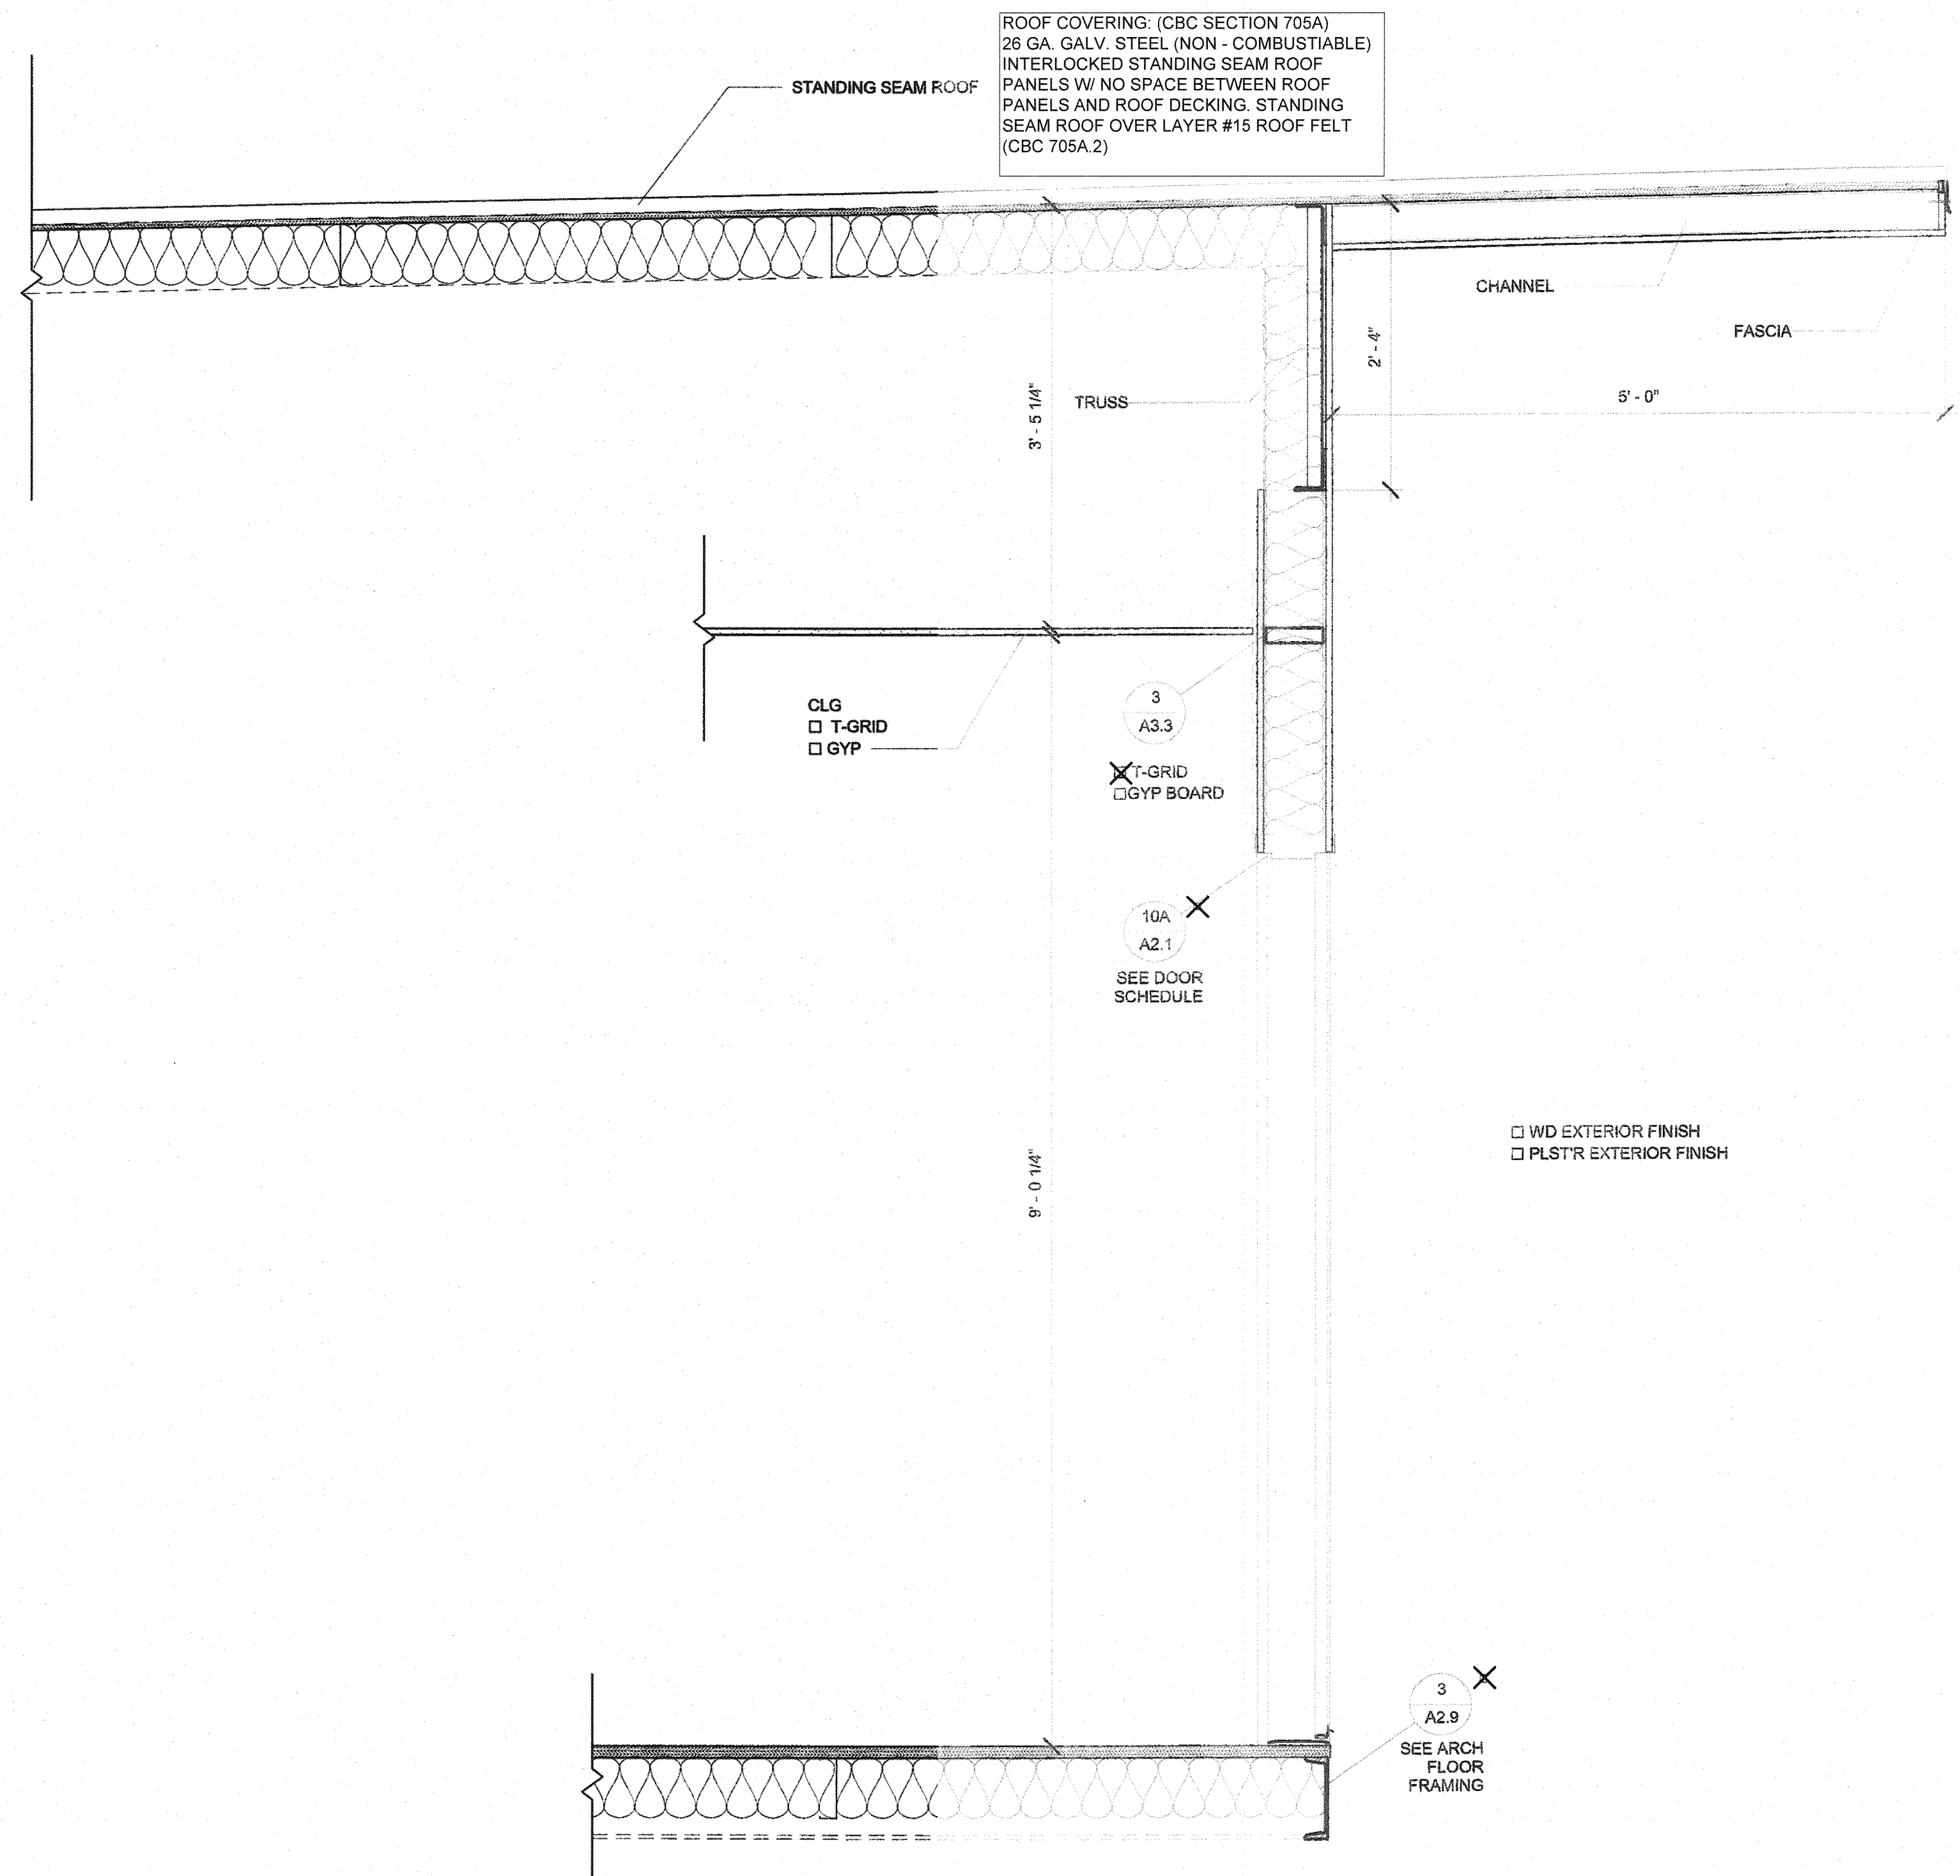 ROOF COVERING: (CBC SECTION 705A)
26 GA. GALV. STEEL (NON - COMBUSTIABLE)
INTERLOCKED STANDING SEAM ROOF
PANELS W/ NO SPACE BETWEEN ROOF
PANELS AND ROOF DECKING. STANDING
SEAM ROOF OVER LAYER #15 ROOF FELT
(CBC 705A.2)
STANDING SEAM ROOF
CHANNEL
FASCIA
2' - 4"
5' - 0"
3' - 5 1/4"
TRUSS
CLG
☐ T-GRID
☐ GYP
3
A3.3
☒ T-GRID
☐ GYP BOARD
10A
A2.1
SEE DOOR
SCHEDULE
☐ WD EXTERIOR FINISH
☐ PLST'R EXTERIOR FINISH
9' - 0 1/4"
3
A2.9
SEE ARCH
FLOOR
FRAMING